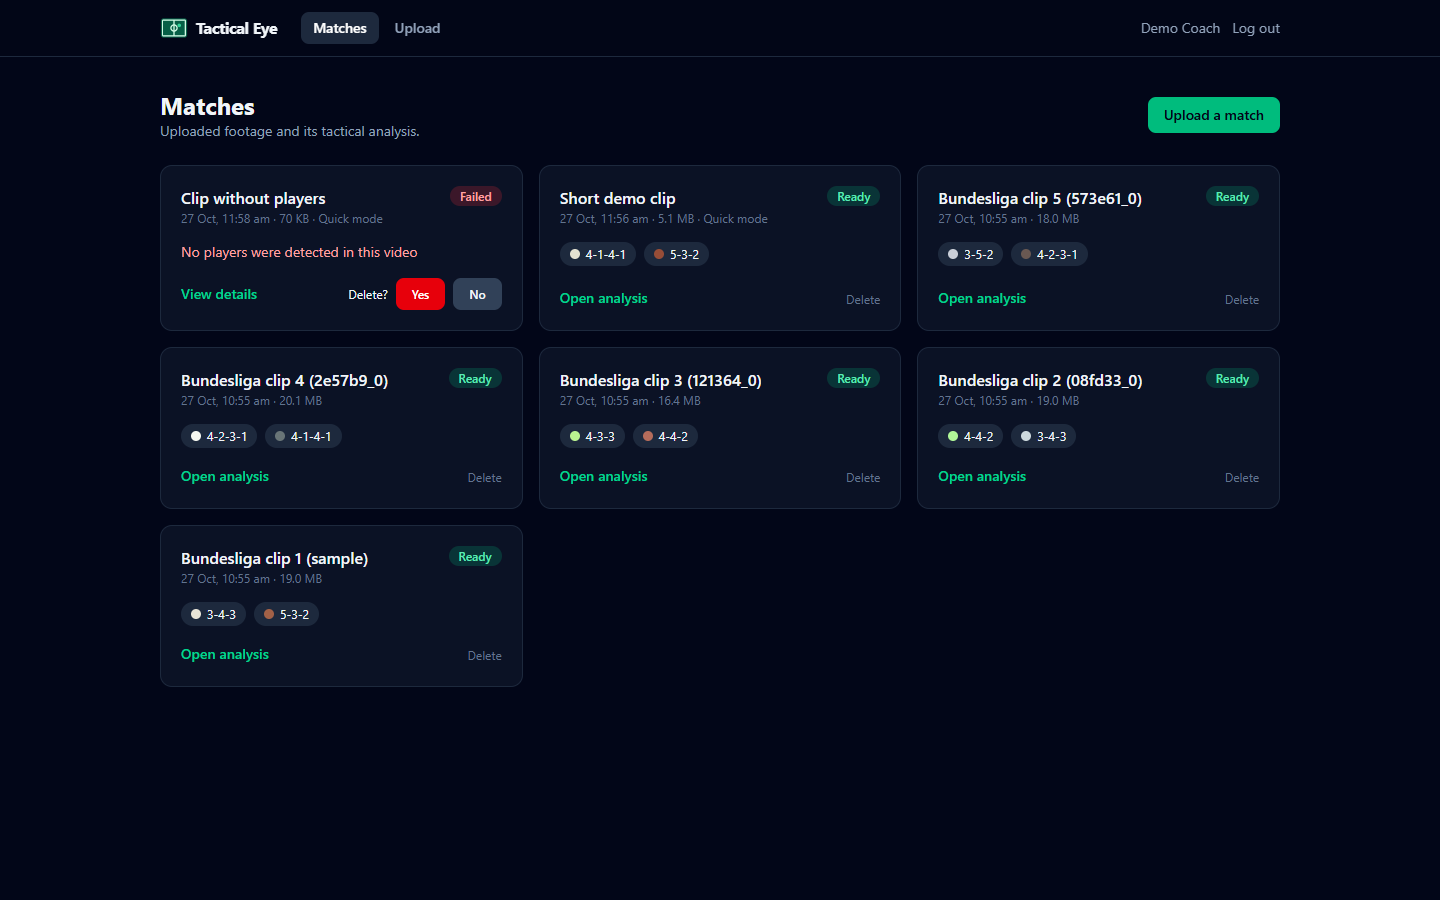 Tactical Eye Matches Upload Demo Coach Log out
Matches
Uploaded footage and its tactical analysis.
Upload a match
Clip without players Failed
27 Oct, 11:58 am · 70 KB · Quick mode
No players were detected in this video
View details Delete? Yes No
Short demo clip Ready
27 Oct, 11:56 am · 5.1 MB · Quick mode
4-1-4-1 5-3-2
Open analysis Delete
Bundesliga clip 5 (573e61_0) Ready
27 Oct, 10:55 am · 18.0 MB
3-5-2 4-2-3-1
Open analysis Delete
Bundesliga clip 4 (2e57b9_0) Ready
27 Oct, 10:55 am · 20.1 MB
4-2-3-1 4-1-4-1
Open analysis Delete
Bundesliga clip 3 (121364_0) Ready
27 Oct, 10:55 am · 16.4 MB
4-3-3 4-4-2
Open analysis Delete
Bundesliga clip 2 (08fd33_0) Ready
27 Oct, 10:55 am · 19.0 MB
4-4-2 3-4-3
Open analysis Delete
Bundesliga clip 1 (sample) Ready
27 Oct, 10:55 am · 19.0 MB
3-4-3 5-3-2
Open analysis Delete